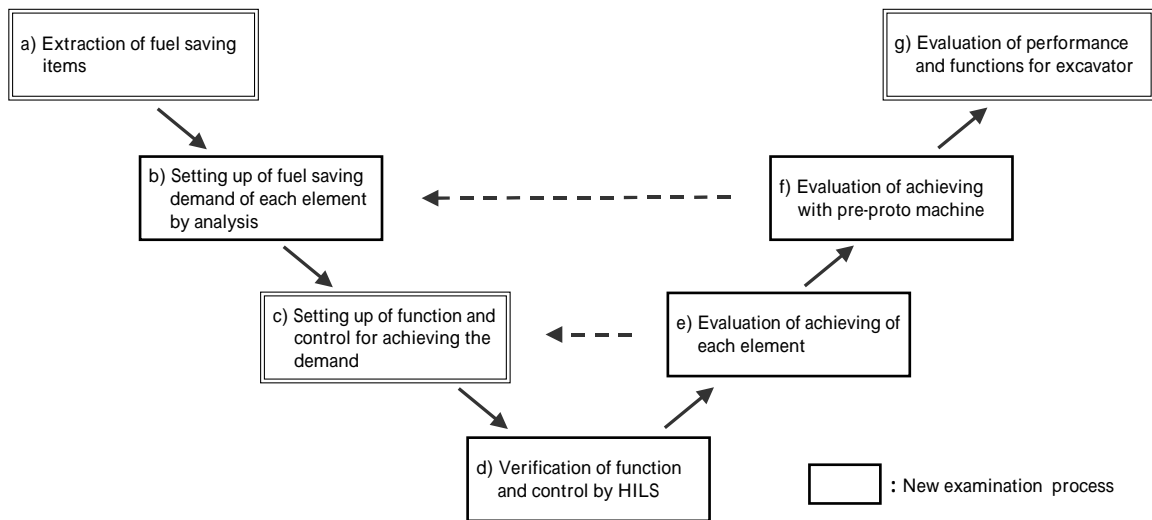 a) Extraction of fuel saving
items
g) Evaluation of performance
and functions for excavator
b) Setting up of fuel saving
demand of each element
by analysis
f) Evaluation of achieving
with pre-proto machine
c) Setting up of function and
control for achieving the
demand
e) Evaluation of achieving of
each element
d) Verification of function
and control by HILS
: New examination process